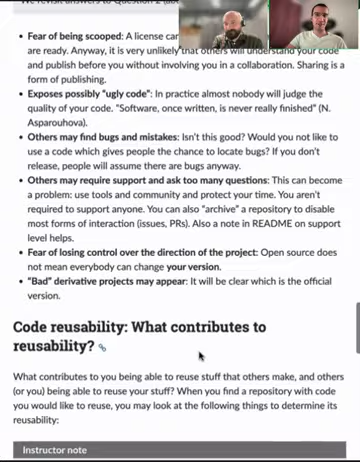 Fear of being scooped: A license car
are ready. Anyway, it is very unlikely that others will understand your code
and publish before you without involving you in a collaboration. Sharing is a
form of publishing.
Exposes possibly "ugly code": In practice almost nobody will judge the
quality of your code. "Software, once written, is never really finished" (N.
Asparouhova).
Others may find bugs and mistakes: Isn't this good? Would you not like to
use a code which gives people the chance to locate bugs? If you don't
release, people will assume there are bugs anyway.
Others may require support and ask too many questions: This can become
a problem: use tools and community and protect your time. You aren't
required to support anyone. You can also "archive" a repository to disable
most forms of interaction (issues, PRs). Also a note in README on support
level helps.
Fear of losing control over the direction of the project: Open source does
not mean everybody can change your version.
"Bad" derivative projects may appear: It will be clear which is the official
version.
Code reusability: What contributes to
reusability?
What contributes to you being able to reuse stuff that others make, and others
(or you) being able to reuse your stuff? When you find a repository with code
you would like to reuse, you may look at the following things to determine its
reusability:
Instructor note